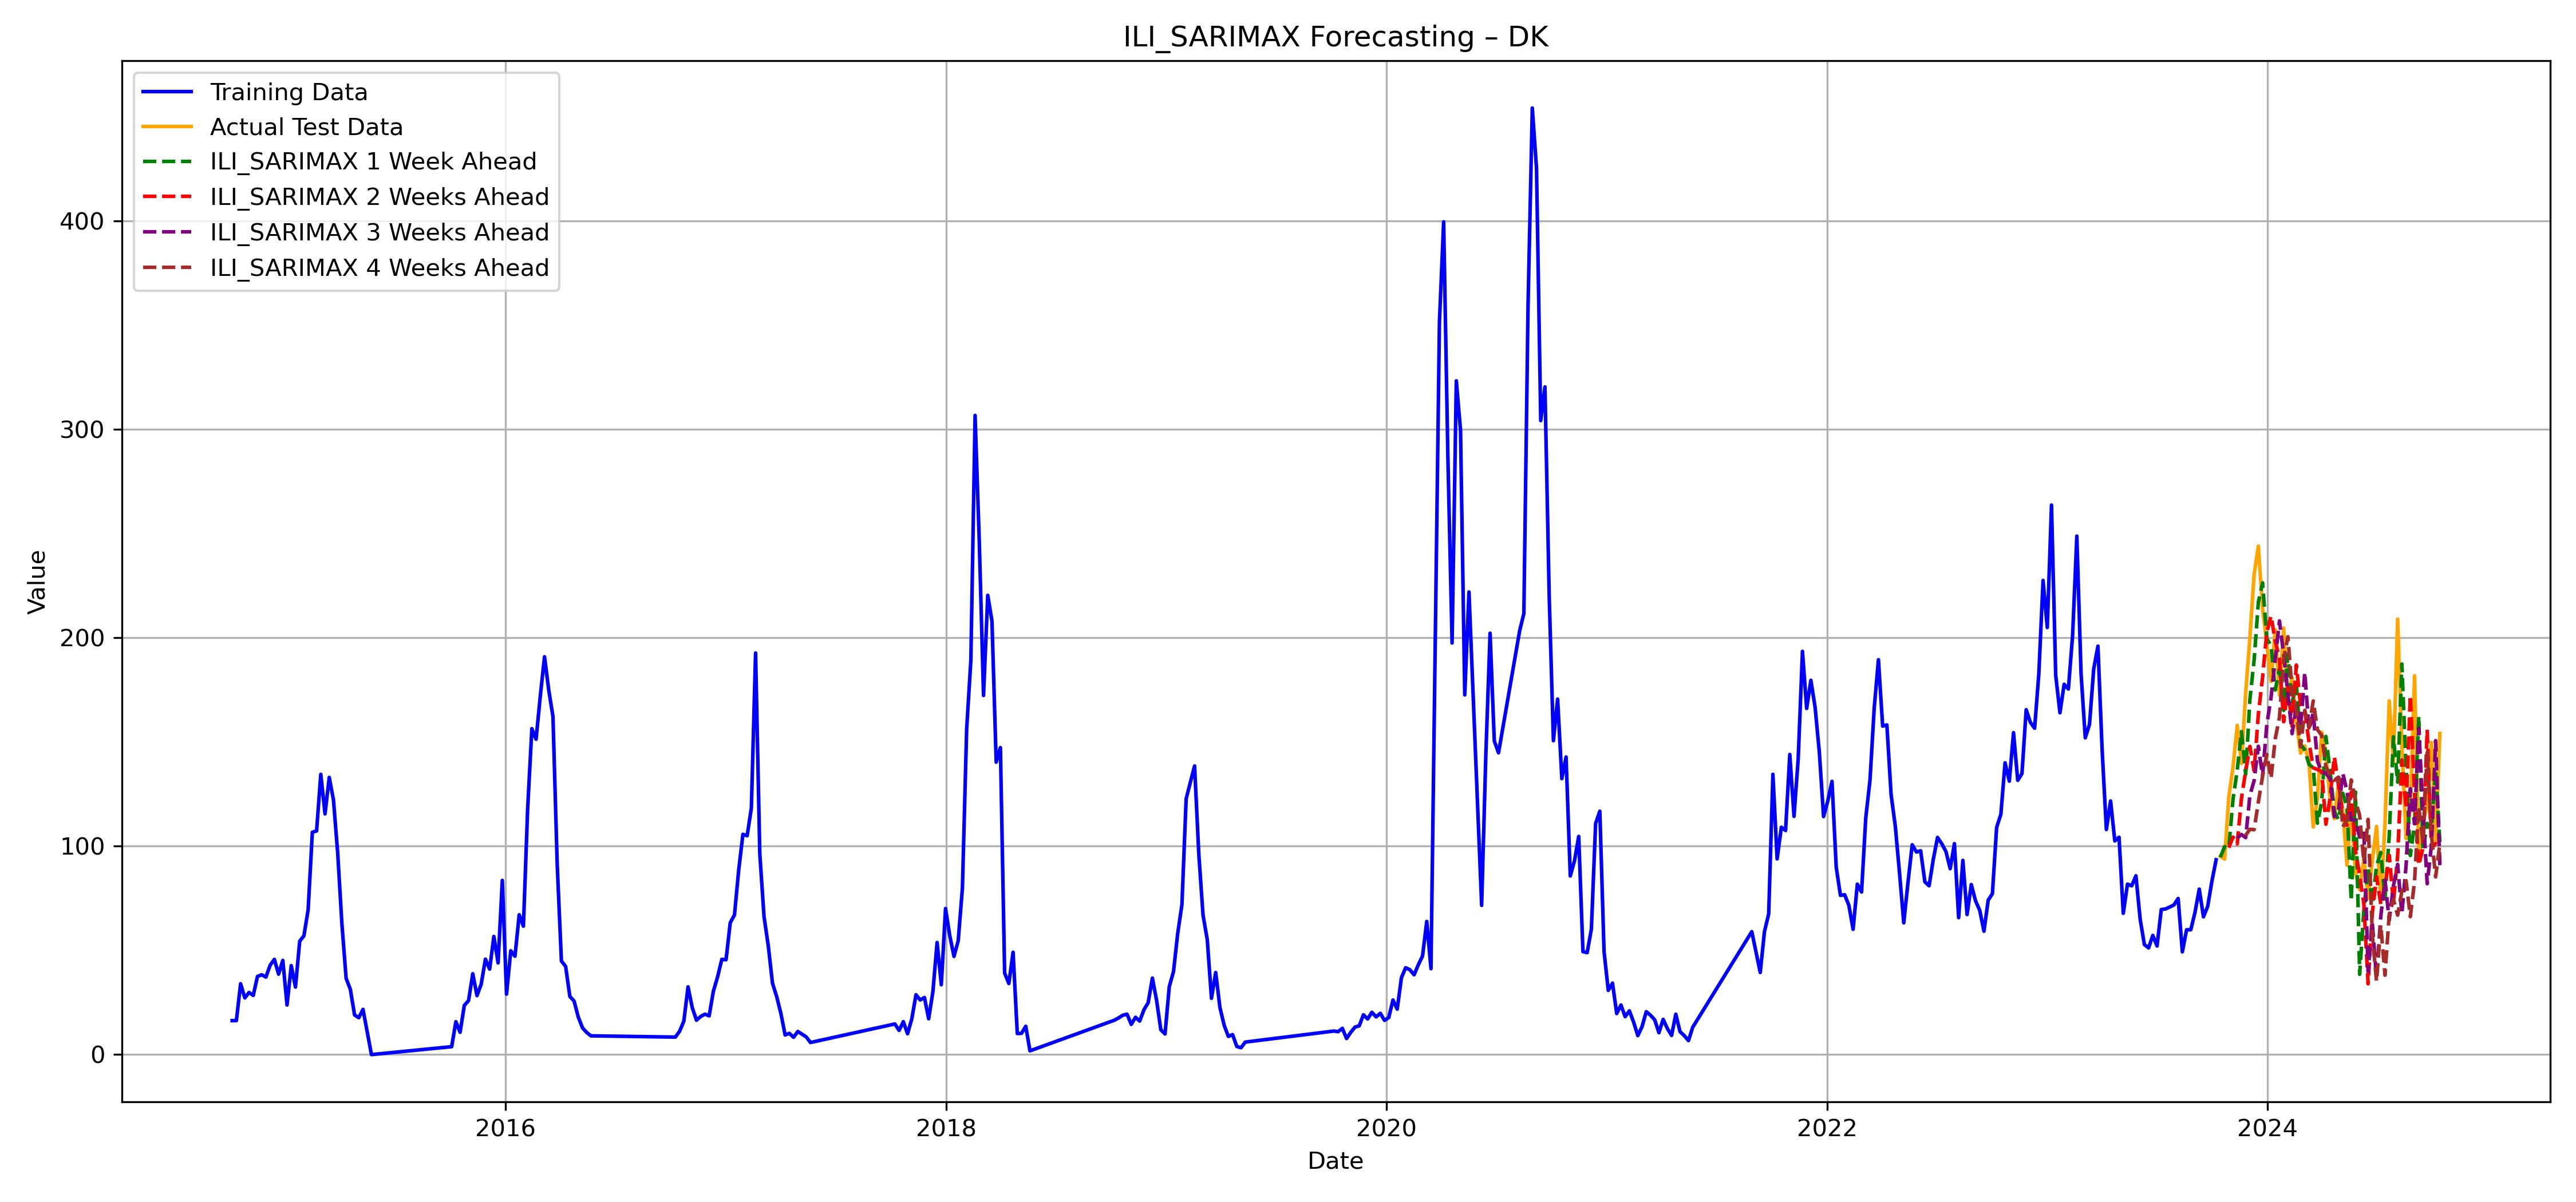 ILI_SARIMAX Forecasting – DK
Training Data
Actual Test Data
ILI_SARIMAX 1 Week Ahead
ILI_SARIMAX 2 Weeks Ahead
ILI_SARIMAX 3 Weeks Ahead
ILI_SARIMAX 4 Weeks Ahead
Value
400
300
200
100
0
2016 2018 2020 2022 2024
Date